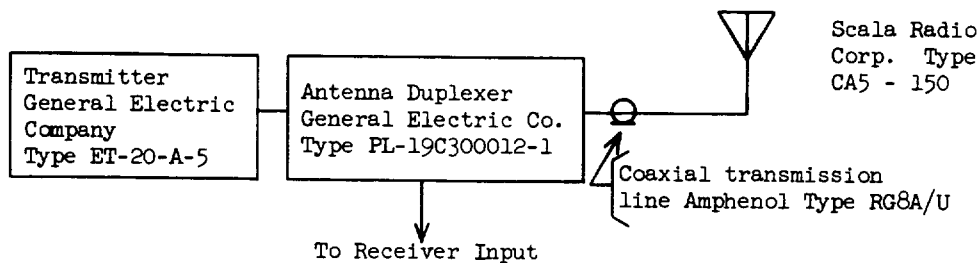 Transmitter
General Electric
Company
Type ET-20-A-5
Antenna Duplexer
General Electric Co.
Type PL-19C300012-1
Scala Radio
Corp. Type
CA5 - 150
Coaxial transmission
line Amphenol Type RG8A/U
To Receiver Input